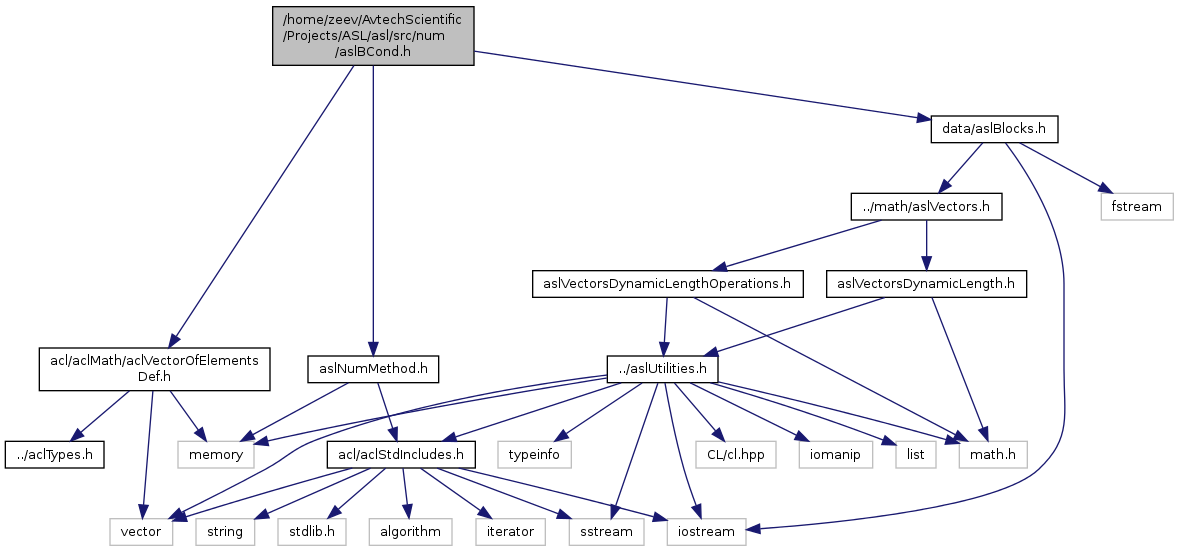 /home/zeev/AvtechScientific
/Projects/ASL/asl/src/num
/aslBCond.h
data/aslBlocks.h
../math/aslVectors.h
fstream
aslVectorsDynamicLengthOperations.h
aslVectorsDynamicLength.h
acl/aclMath/aclVectorOfElements
Def.h
aslNumMethod.h
../aslUtilities.h
../aclTypes.h
memory
acl/aclStdIncludes.h
typeinfo
CL/cl.hpp
iomanip
list
math.h
vector
string
stdlib.h
algorithm
iterator
sstream
iostream